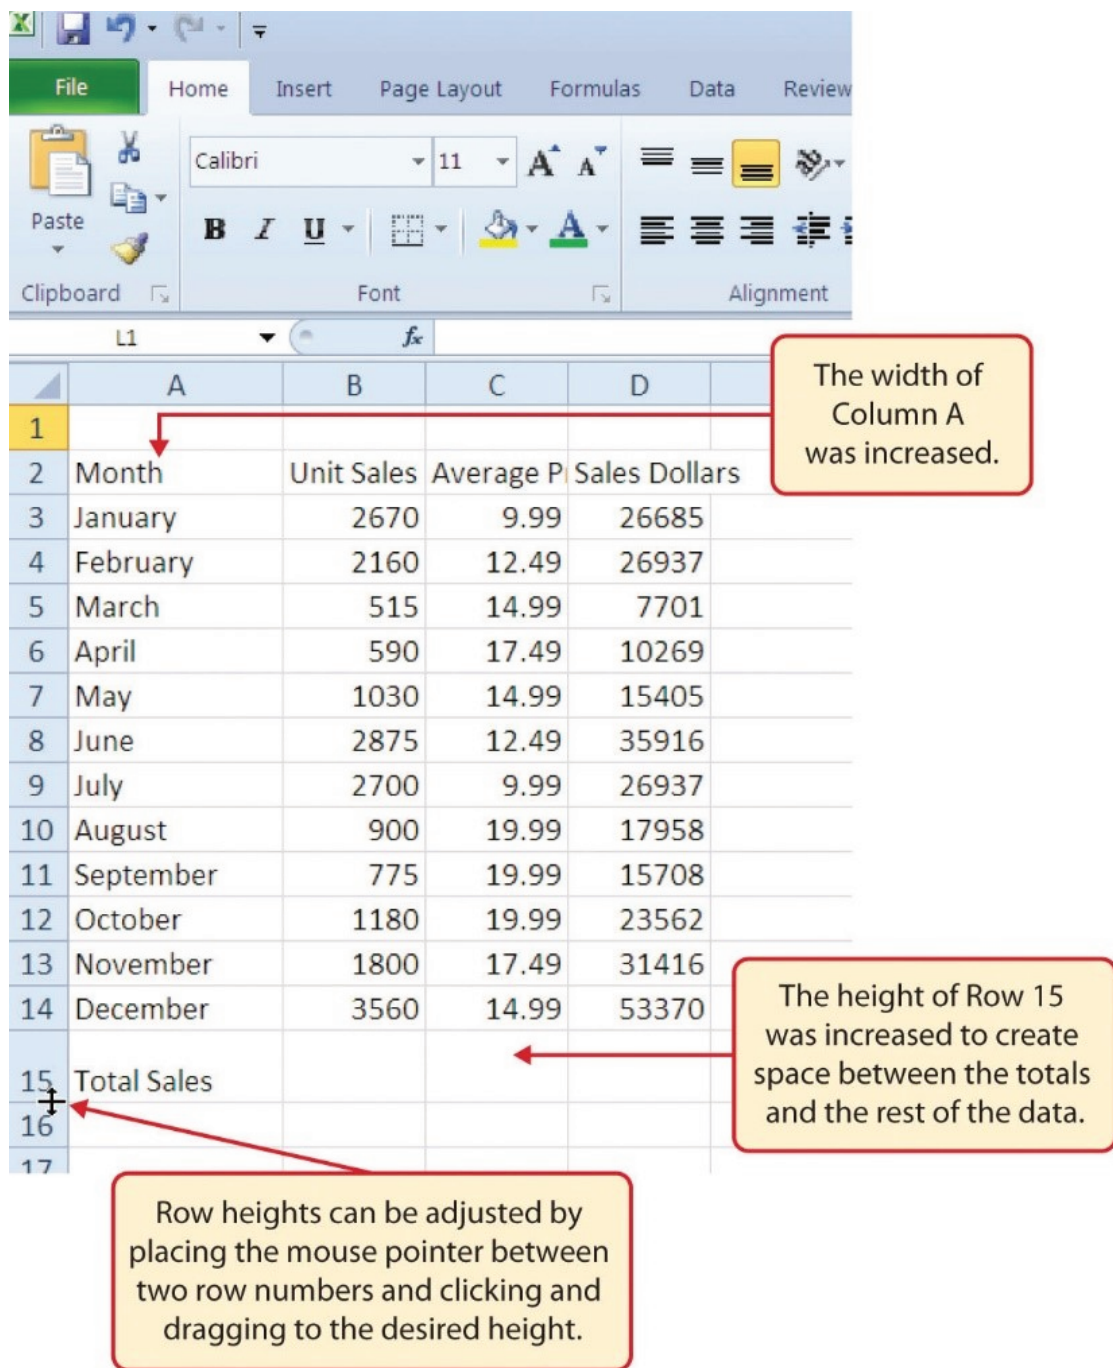 File Home Insert Page Layout Formulas Data Review
Calibri 11 A A
Paste B I U A
Clipboard Font Alignment
L1 fx
A B C D
1
2 Month Unit Sales Average P Sales Dollars
3 January 2670 9.99 26685
4 February 2160 12.49 26937
5 March 515 14.99 7701
6 April 590 17.49 10269
7 May 1030 14.99 15405
8 June 2875 12.49 35916
9 July 2700 9.99 26937
10 August 900 19.99 17958
11 September 775 19.99 15708
12 October 1180 19.99 23562
13 November 1800 17.49 31416
14 December 3560 14.99 53370
15 Total Sales
16
17
The width of
Column A
was increased.
The height of Row 15
was increased to create
space between the totals
and the rest of the data.
Row heights can be adjusted by
placing the mouse pointer between
two row numbers and clicking and
dragging to the desired height.